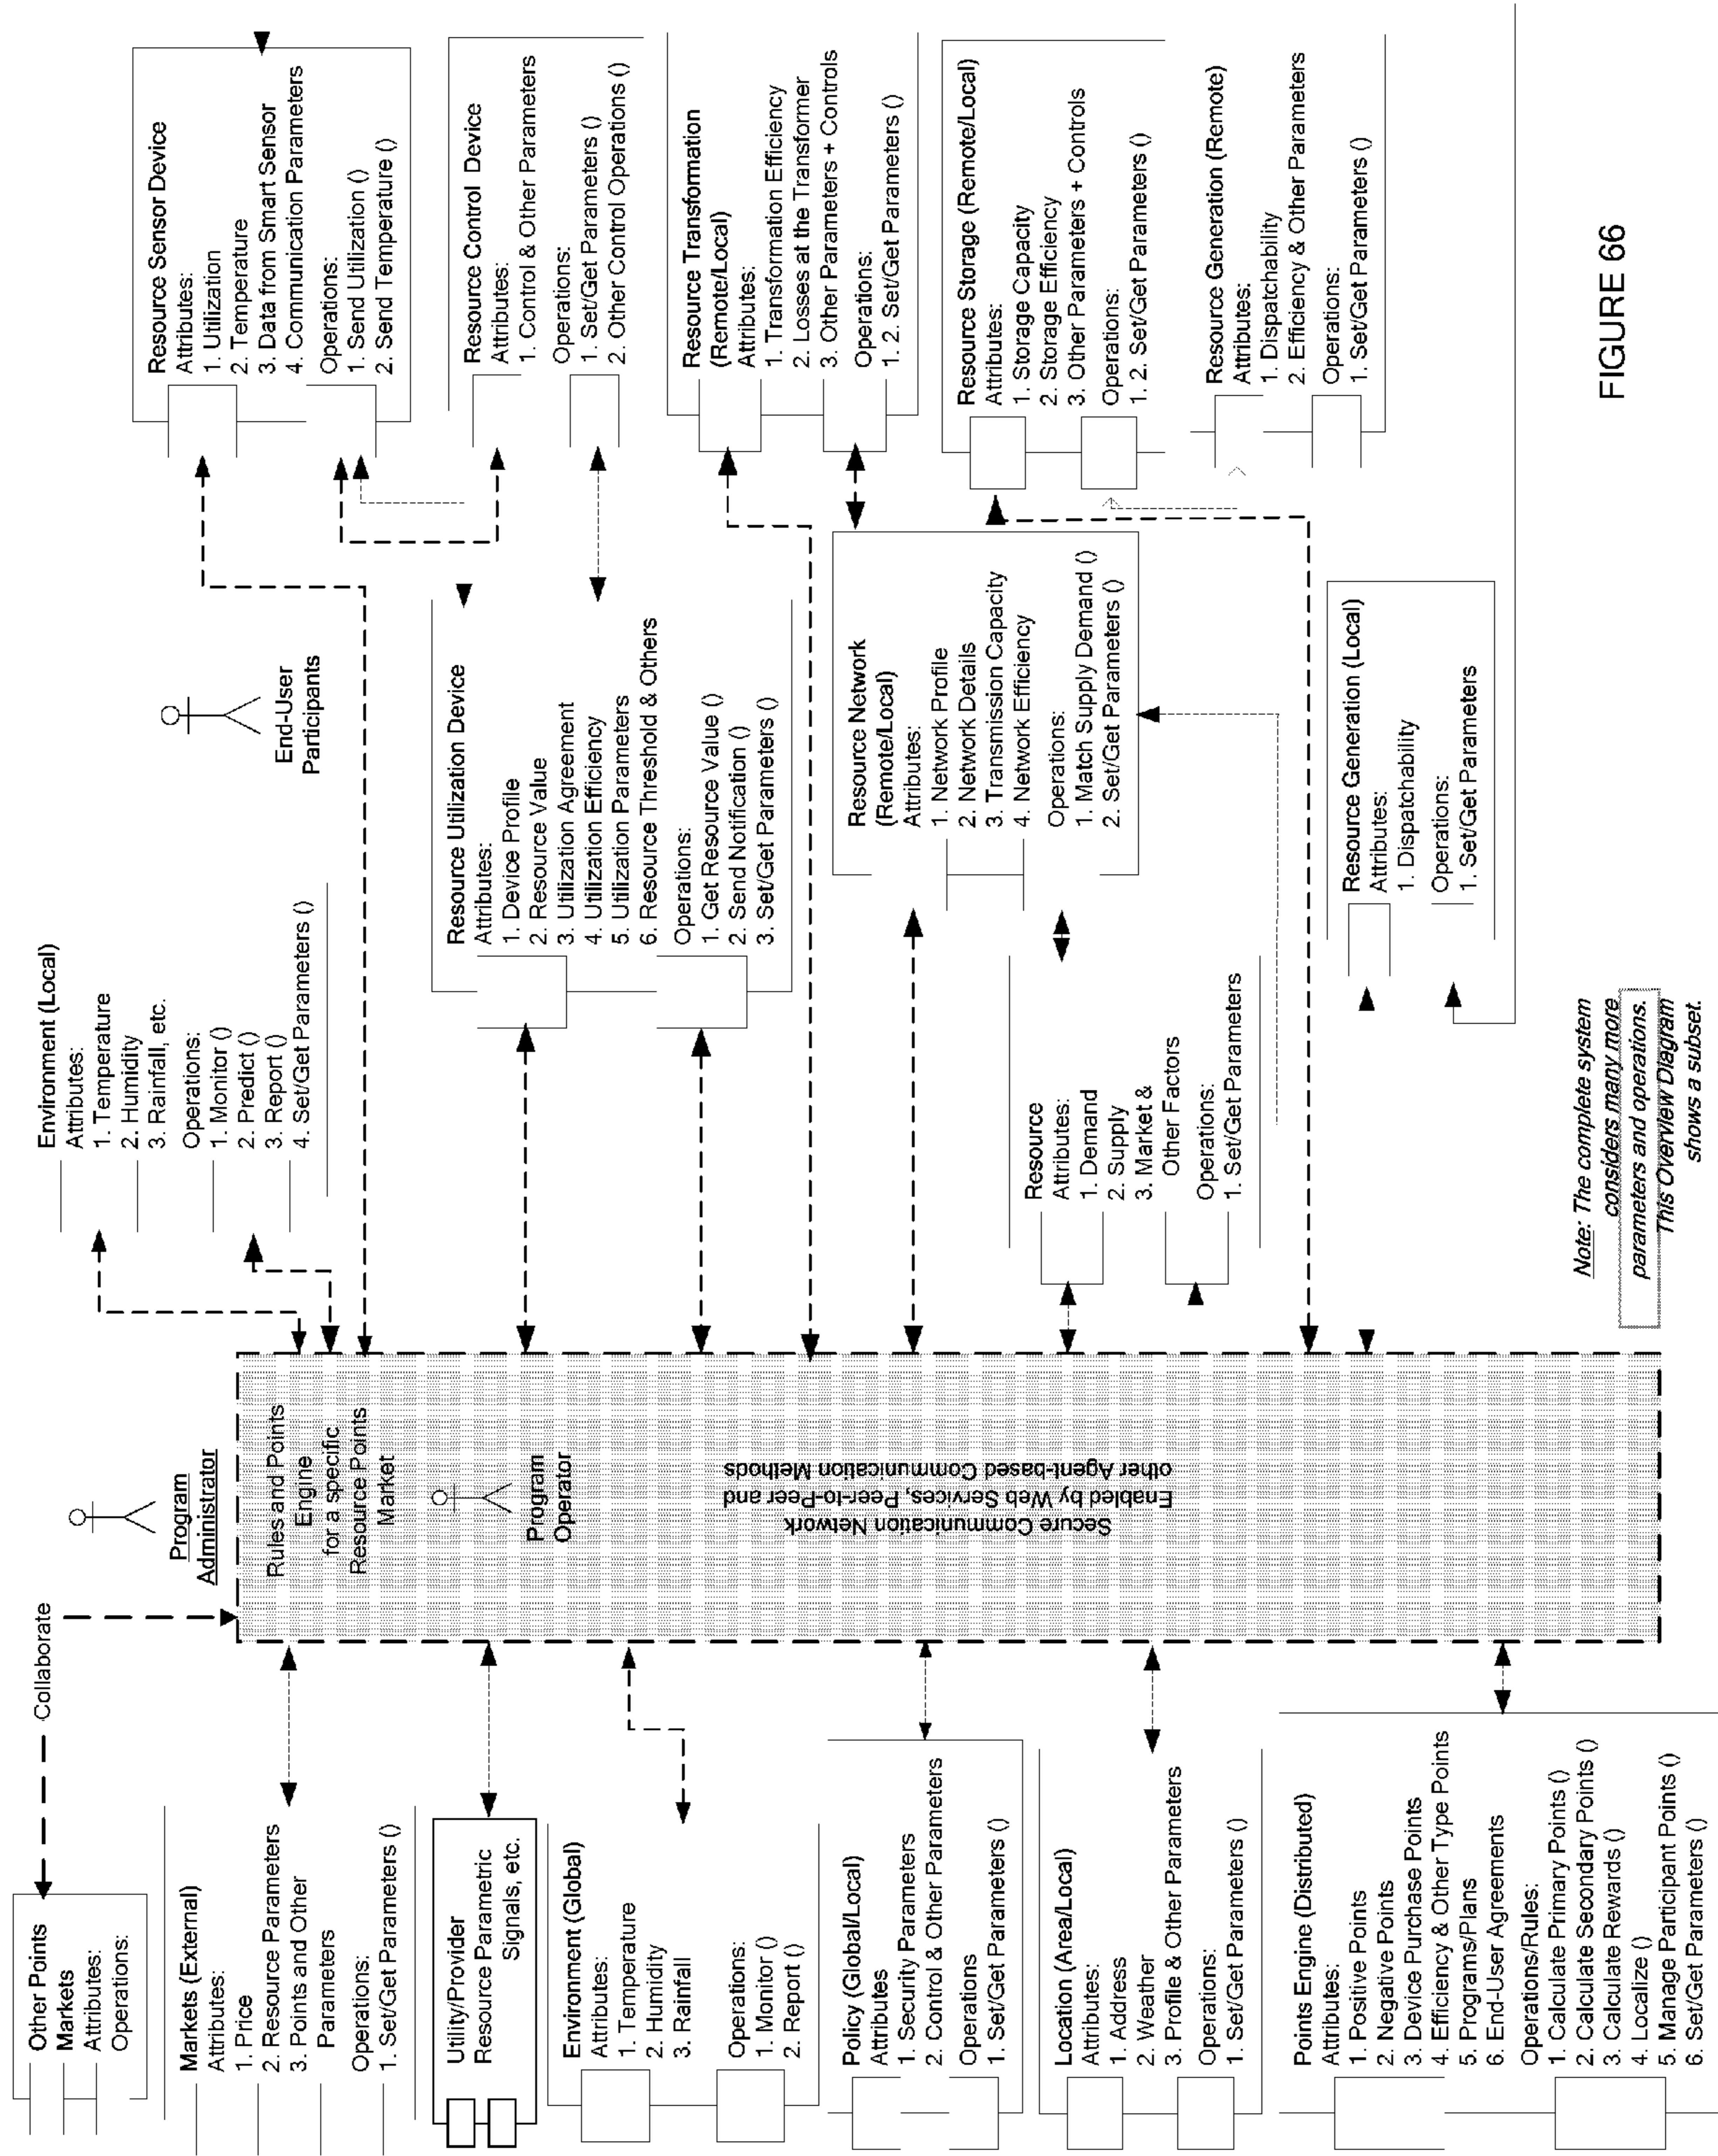 Other Points
Markets
Attributes:
Operations:
Collaborate
Program
Administrator
Markets (External)
Attributes:
1. Price
2. Resource Parameters
3. Points and Other
Parameters
Operations:
1. Set/Get Parameters ()
Utility/Provider
Resource Parametric
Signals, etc.
Environment (Global)
Attributes:
1. Temperature
2. Humidity
3. Rainfall
Operations:
1. Monitor ()
2. Report ()
Policy (Global/Local)
Attributes
1. Security Parameters
2. Control & Other Parameters
Operations
1. Set/Get Parameters ()
Location (Area/Local)
Attributes:
1. Address
2. Weather
3. Profile & Other Parameters
Operations:
1. Set/Get Parameters ()
Points Engine (Distributed)
Attributes:
1. Positive Points
2. Negative Points
3. Device Purchase Points
4. Efficiency & Other Type Points
5. Programs/Plans
6. End-User Agreements
Operations/Rules:
1. Calculate Primary Points ()
2. Calculate Secondary Points ()
3. Calculate Rewards ()
4. Localize ()
5. Manage Participant Points ()
6. Set/Get Parameters ()
Rules and Points
Engine
for a specific
Resource Points
Market
Program
Operator
Secure Communication Network
Enabled by Web Services, Peer-to-Peer and
other Agent-based Communication Methods
Environment (Local)
Attributes:
1. Temperature
2. Humidity
3. Rainfall, etc.
Operations:
1. Monitor ()
2. Predict ()
3. Report ()
4. Set/Get Parameters ()
End-User
Participants
Resource Utilization Device
Attributes:
1. Device Profile
2. Resource Value
3. Utilization Agreement
4. Utilization Efficiency
5. Utilization Parameters
6. Resource Threshold & Others
Operations:
1. Get Resource Value ()
2. Send Notification ()
3. Set/Get Parameters ()
Resource Network
(Remote/Local)
Attributes:
1. Network Profile
2. Network Details
3. Transmission Capacity
4. Network Efficiency
Operations:
1. Match Supply Demand ()
2. Set/Get Parameters ()
Resource
Attributes:
1. Demand
2. Supply
3. Market &
Other Factors
Operations:
1. Set/Get Parameters
Resource Generation (Local)
Attributes:
1. Dispatchability
Operations:
1. Set/Get Parameters
Resource Sensor Device
Attributes:
1. Utilization
2. Temperature
3. Data from Smart Sensor
4. Communication Parameters
Operations:
1. Send Utilization ()
2. Send Temperature ()
Resource Control Device
Attributes:
1. Control & Other Parameters
Operations:
1. Set/Get Parameters ()
2. Other Control Operations ()
Resource Transformation
(Remote/Local)
Attributes:
1. Transformation Efficiency
2. Losses at the Transformer
3. Other Parameters + Controls
Operations:
1. 2. Set/Get Parameters ()
Resource Storage (Remote/Local)
Attributes:
1. Storage Capacity
2. Storage Efficiency
3. Other Parameters + Controls
Operations:
1. 2. Set/Get Parameters ()
Resource Generation (Remote)
Attributes:
1. Dispatchability
2. Efficiency & Other Parameters
Operations:
1. Set/Get Parameters ()
Note: The complete system
considers many more
parameters and operations.
This Overview Diagram
shows a subset.
FIGURE 66